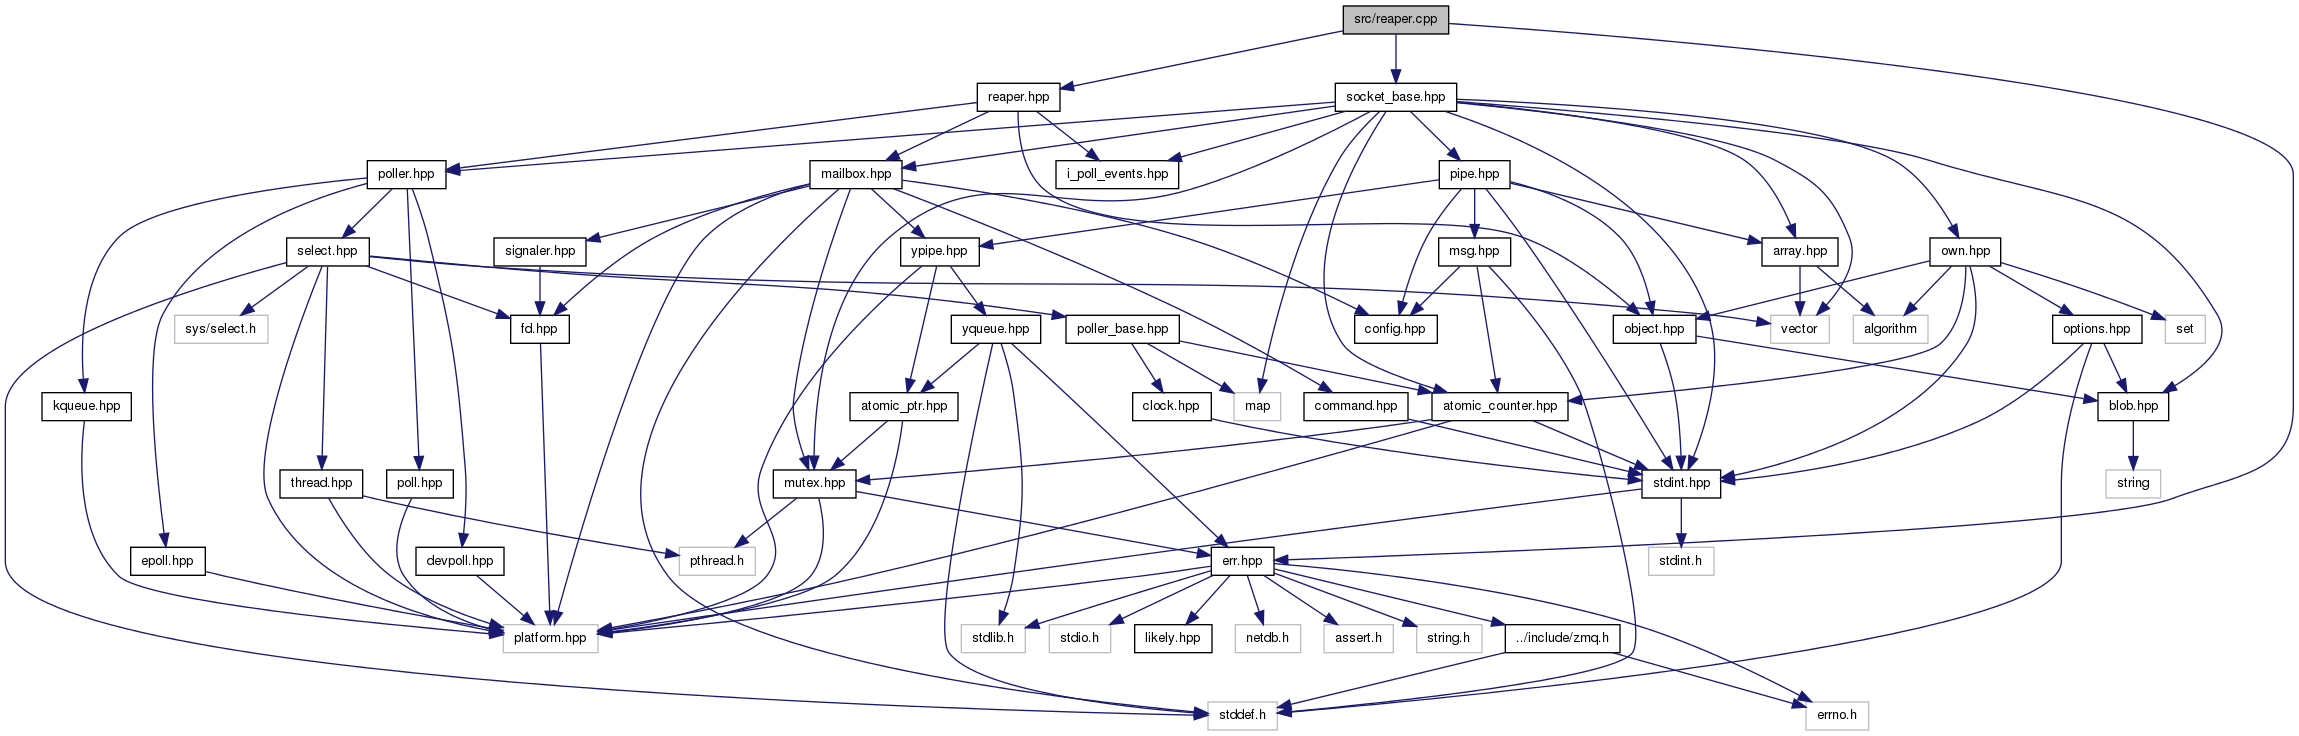 src/reaper.cpp
reaper.hpp
socket_base.hpp
poller.hpp
mailbox.hpp
i_poll_events.hpp
pipe.hpp
select.hpp
signaler.hpp
ypipe.hpp
msg.hpp
array.hpp
own.hpp
sys/select.h
fd.hpp
yqueue.hpp
poller_base.hpp
config.hpp
object.hpp
vector
algorithm
options.hpp
set
kqueue.hpp
atomic_ptr.hpp
clock.hpp
map
command.hpp
atomic_counter.hpp
blob.hpp
thread.hpp
poll.hpp
mutex.hpp
stdint.hpp
string
epoll.hpp
devpoll.hpp
pthread.h
err.hpp
stdint.h
platform.hpp
stdlib.h
stdio.h
likely.hpp
netdb.h
assert.h
string.h
../include/zmq.h
stddef.h
errno.h